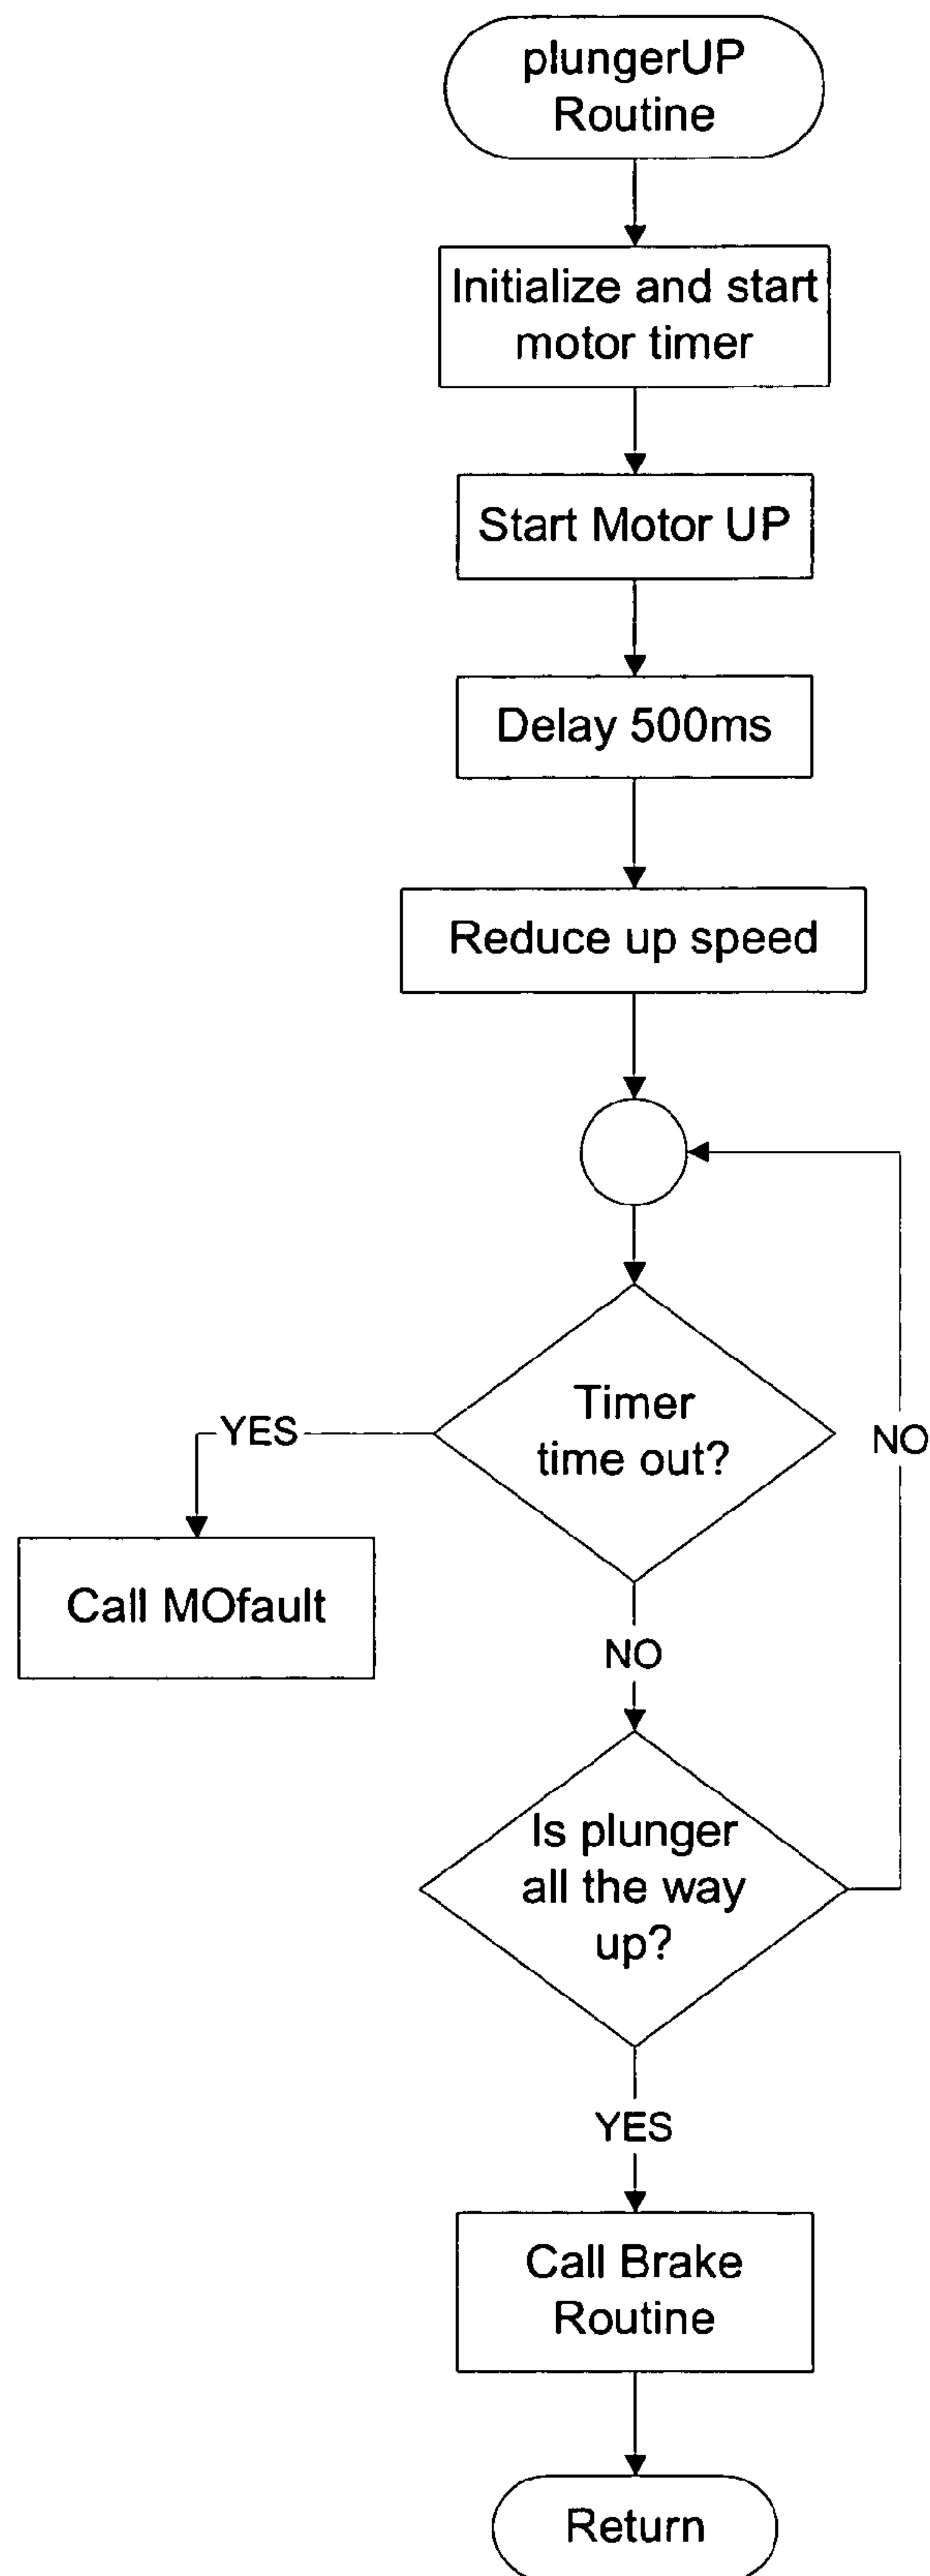 plungerUP
Routine
Initialize and start
motor timer
Start Motor UP
Delay 500ms
Reduce up speed
Timer
time out?
YES
NO
Call MOfault
NO
Is plunger
all the way
up?
YES
Call Brake
Routine
Return